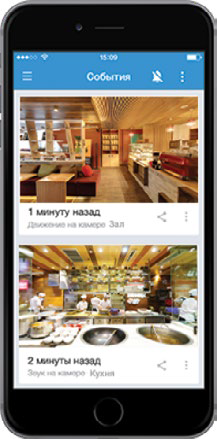 15:09
События
1 минуту назад
Движение на камере Зал
2 минуты назад
Звук на камере Кухня